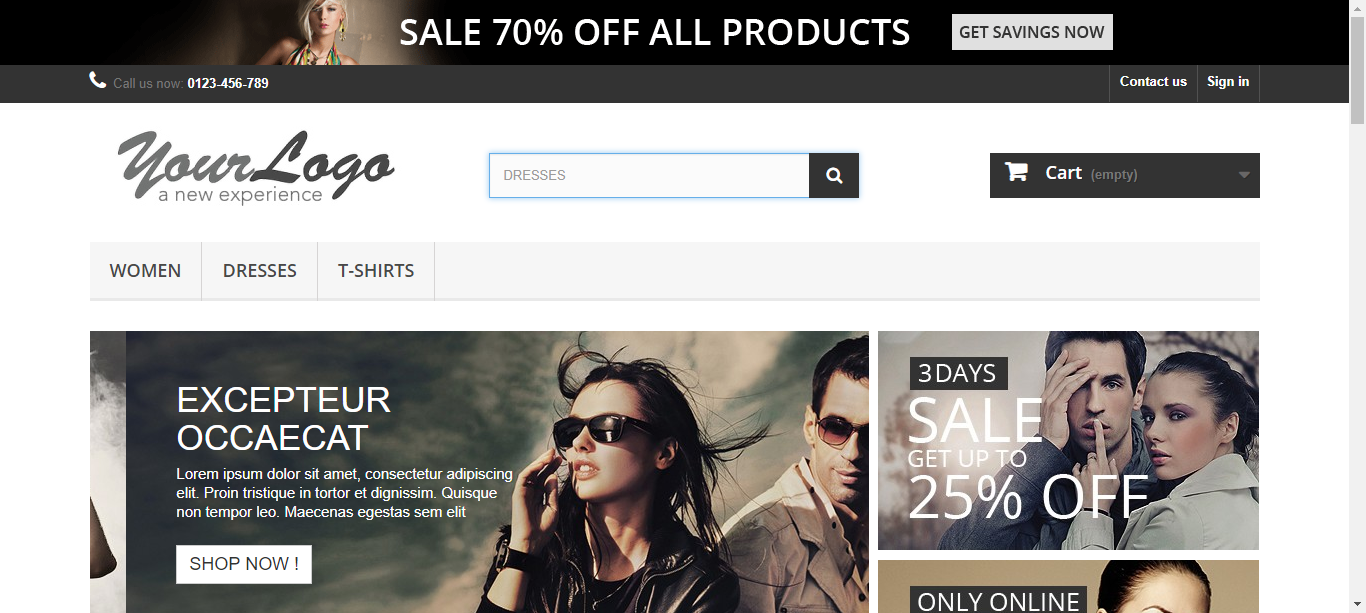 SALE 70% OFF ALL PRODUCTS
GET SAVINGS NOW
Call us now: 0123-456-789
Contact us
Sign in
YourLogo
a new experience
DRESSES
Cart (empty)
WOMEN
DRESSES
T-SHIRTS
EXCEPTEUR
OCCAECAT
Lorem ipsum dolor sit amet, consectetur adipiscing
elit. Proin tristique in tortor et dignissim. Quisque
non tempor leo. Maecenas egestas sem elit
SHOP NOW !
3 DAYS
SALE
GET UP TO
25% OFF
ONLY ONLINE